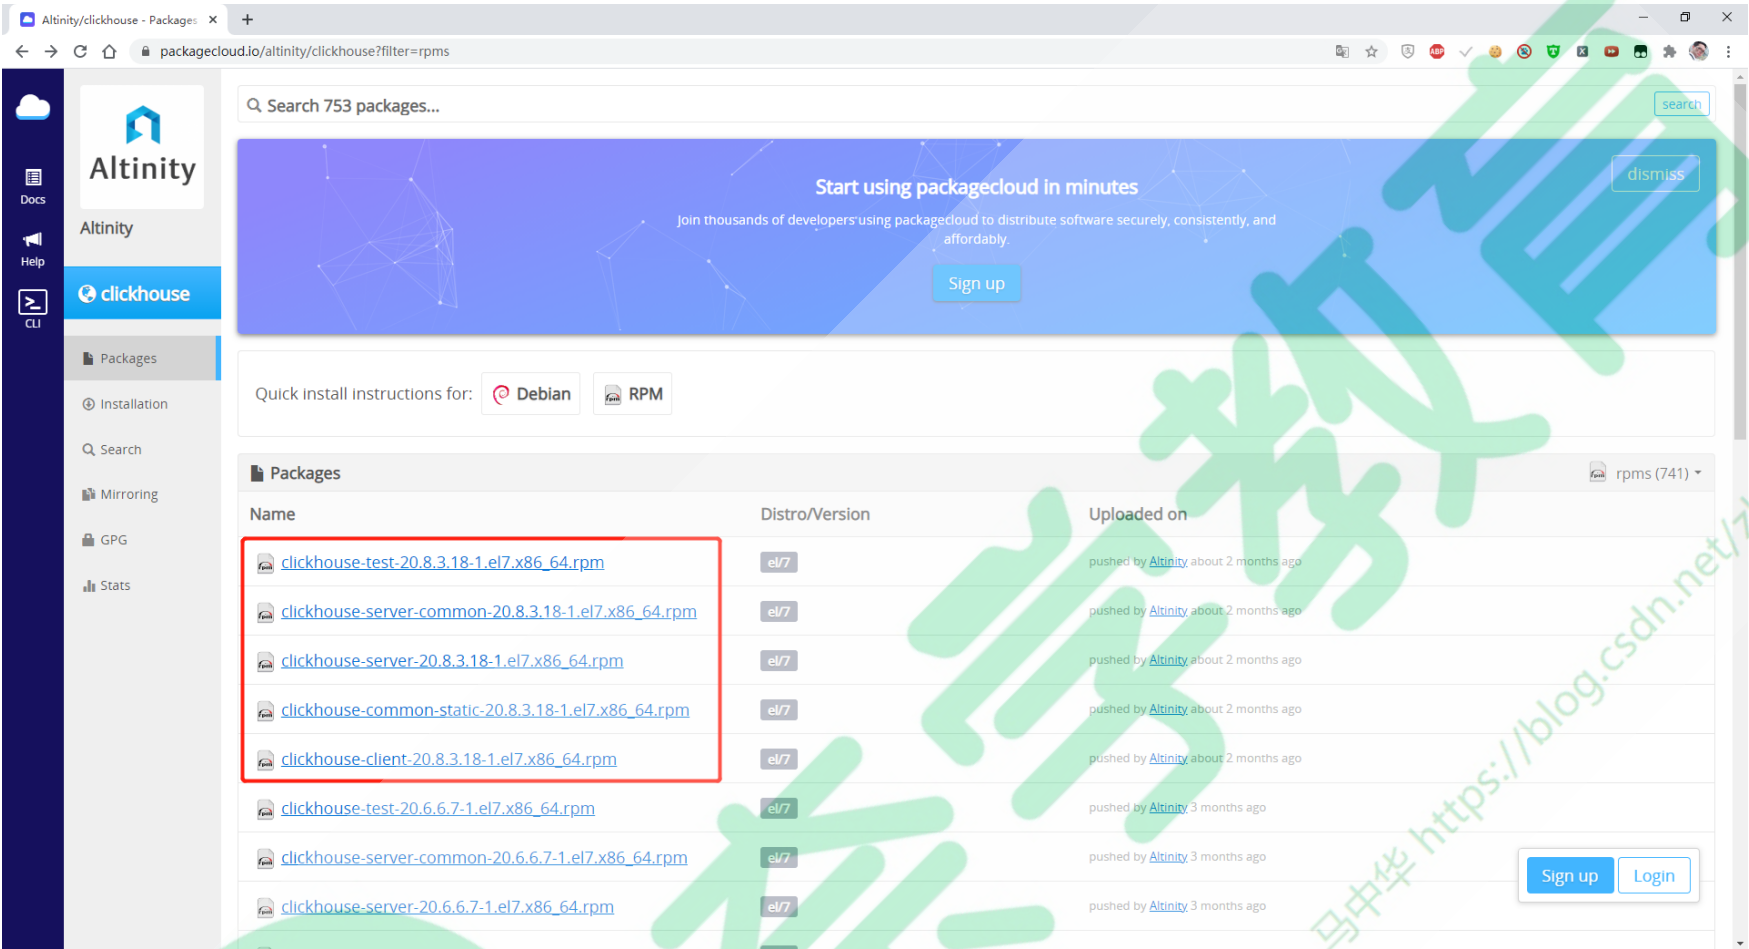 Altinity/clickhouse - Packages
packagecloud.io/altinity/clickhouse?filter=rpms
Search 753 packages...
search
Altinity
Altinity
Docs
Help
CLI
clickhouse
Packages
Installation
Search
Mirroring
GPG
Stats
Start using packagecloud in minutes
dismiss
Join thousands of developers using packagecloud to distribute software securely, consistently, and
affordably.
Sign up
Quick install instructions for:
Debian
RPM
Packages
rpms (741)
Name Distro/Version Uploaded on
clickhouse-test-20.8.3.18-1.el7.x86_64.rpm el/7 pushed by Altinity about 2 months ago
clickhouse-server-common-20.8.3.18-1.el7.x86_64.rpm el/7 pushed by Altinity about 2 months ago
clickhouse-server-20.8.3.18-1.el7.x86_64.rpm el/7 pushed by Altinity about 2 months ago
clickhouse-common-static-20.8.3.18-1.el7.x86_64.rpm el/7 pushed by Altinity about 2 months ago
clickhouse-client-20.8.3.18-1.el7.x86_64.rpm el/7 pushed by Altinity about 2 months ago
clickhouse-test-20.6.6.7-1.el7.x86_64.rpm el/7 pushed by Altinity 3 months ago
clickhouse-server-common-20.6.6.7-1.el7.x86_64.rpm el/7 pushed by Altinity 3 months ago
clickhouse-server-20.6.6.7-1.el7.x86_64.rpm el/7 pushed by Altinity 3 months ago
Sign up
Login
学教育
马中华 https://blog.csdn.net/z